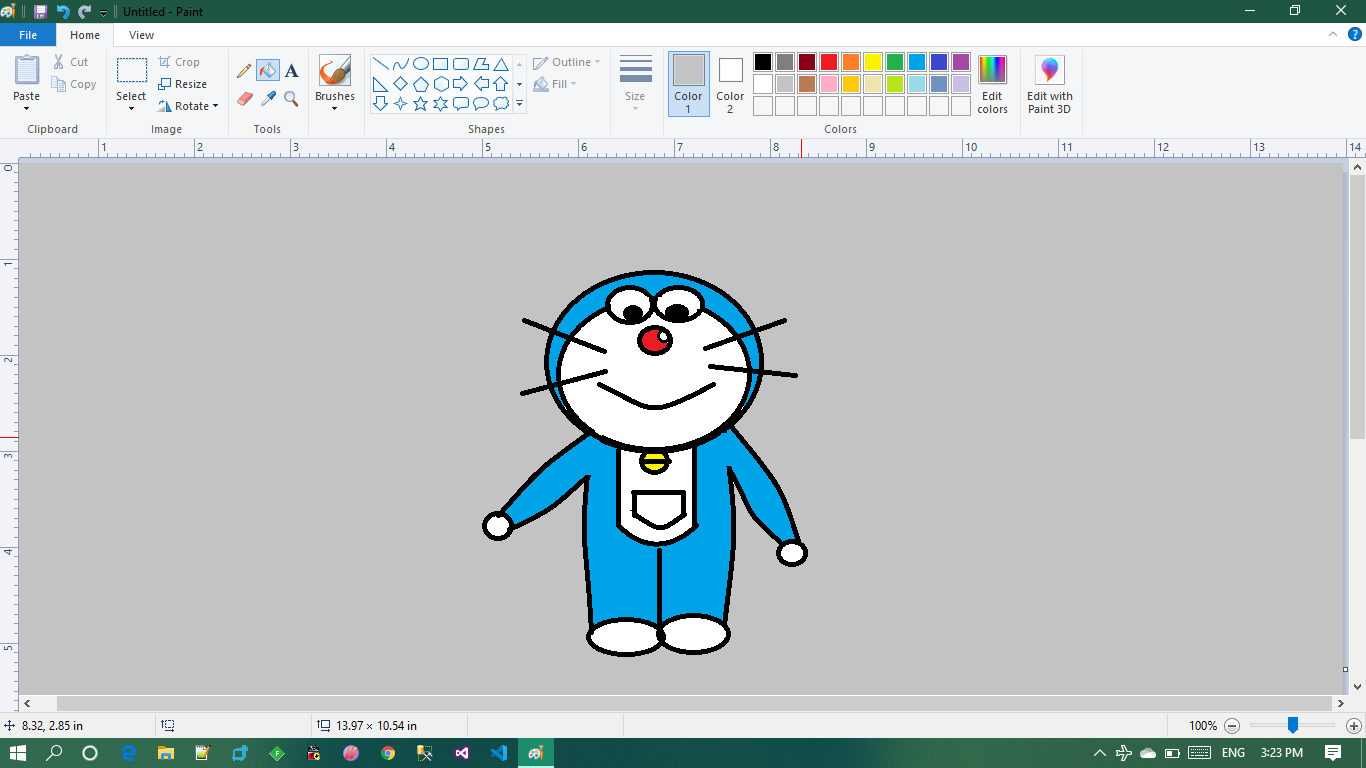 Untitled - Paint
File Home View
Paste
Cut
Copy
Clipboard
Select
Crop
Resize
Rotate
Image
A
Tools
Brushes
Outline
Fill
Shapes
Size
Color 1
Color 2
Edit colors
Colors
Edit with Paint 3D
1 2 3 4 5 6 7 8 9 10 11 12 13 14
0
1
2
3
4
5
8.32, 2.85 in
13.97 × 10.54 in
100%
ENG
3:23 PM